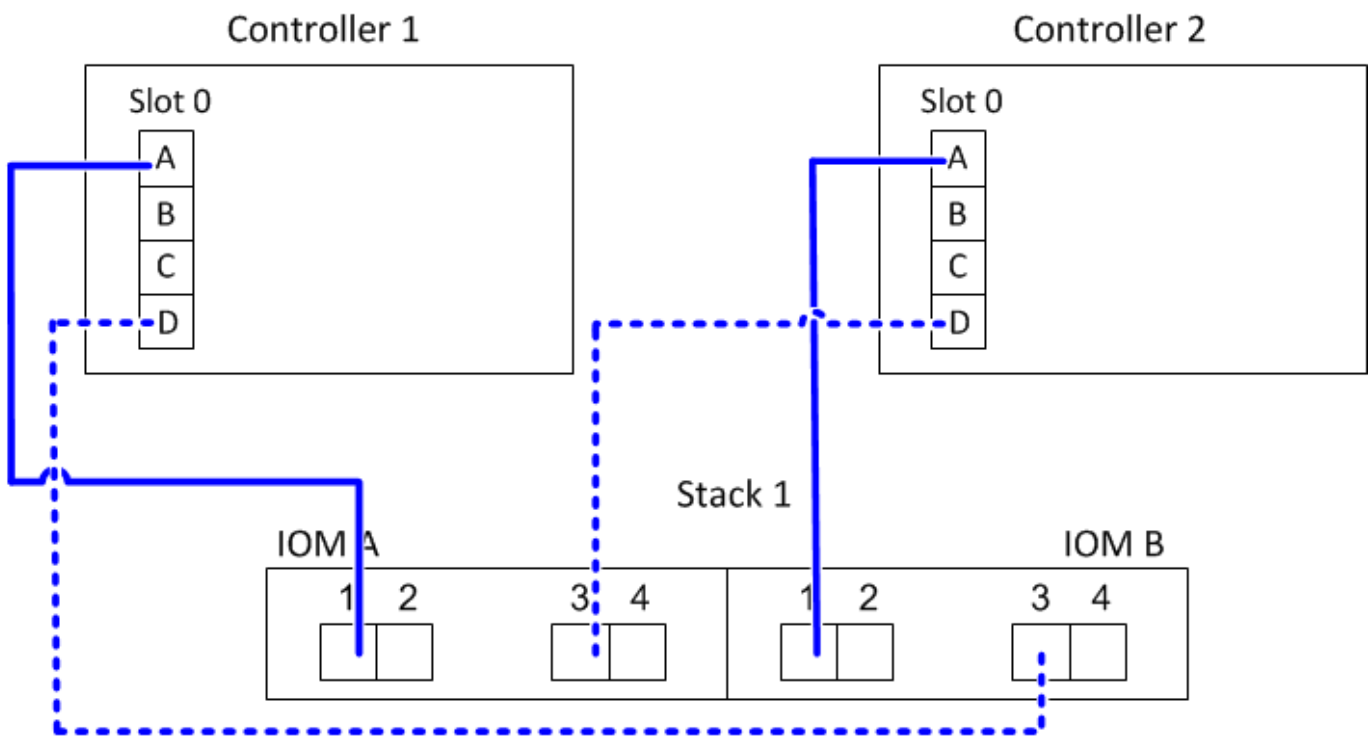 Controller 1
Controller 2
Slot 0
A
B
C
D
Slot 0
A
B
C
D
Stack 1
IOM A
IOM B
1 2 3 4 1 2 3 4